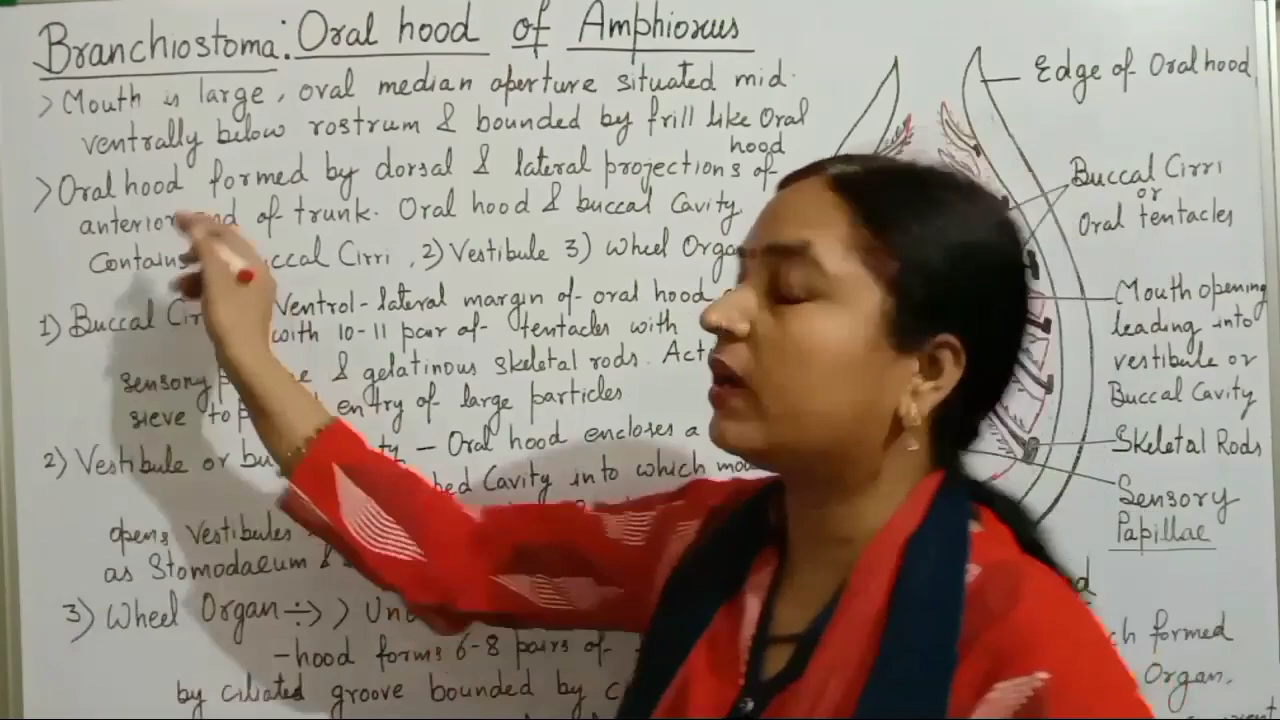 Branchiostoma: Oral hood of Amphioxus
> Mouth is large, oval median aperture situated mid.
ventrally below rostrum & bounded by frill like Oral
hood
> Oral hood formed by dorsal & lateral projections of
anterior end of trunk. Oral hood & buccal Cavity
Contains Cirri, 2) Vestibule 3) Wheel
1) Buccal Ventrol-lateral margin of oral hood
with 10-11 pair of tentacles with
sensory & gelatinous skeletal rods.
sieve to entry of large particles
2) Vestibule or - Oral hood encloses a
Cavity into which
opens Vestibules
as Stomodaeum &
3) Wheel Organ ÷> >
-hood forms 6-8 pairs of-
by ciliated groove bounded by
Edge of Oral hood
Buccal Cirri
or
Oral tentacles
Mouth opening
leading into
vestibule or
Buccal Cavity
Skeletal Rods
Sensory
Papillae
formed
Organ.